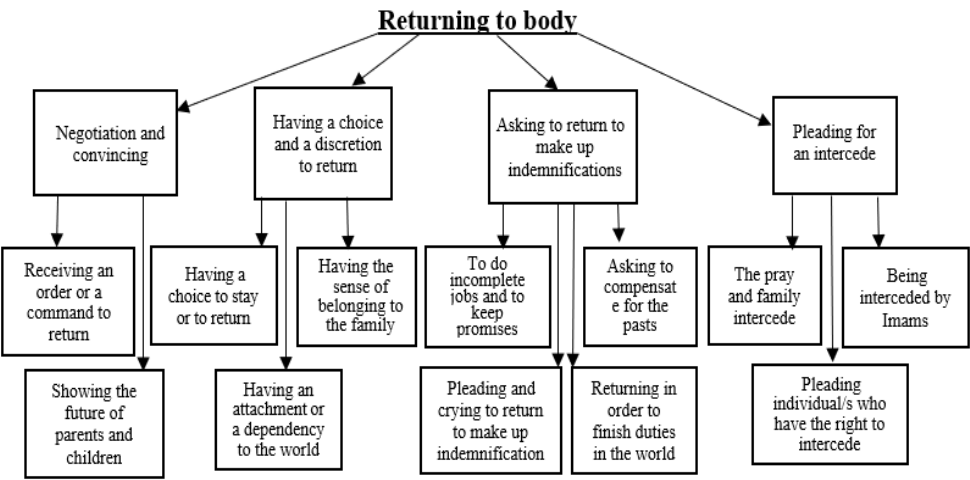 Returning to body
Negotiation and
convincing
Having a choice
and a discretion
to return
Asking to return to
make up
indemnifications
Pleading for
an intercede
Receiving an
order or a
command to
return
Having a
choice to stay
or to return
Having the
sense of
belonging to
the family
To do
incomplete
jobs and to
keep
promises
Asking to
compensat
e for the
pasts
The pray
and family
intercede
Being
interceded by
Imams
Showing the
future of
parents and
children
Having an
attachment or
a dependency
to the world
Pleading and
crying to return
to make up
indemnification
Returning in
order to
finish duties
in the world
Pleading
individual/s who
have the right to
intercede